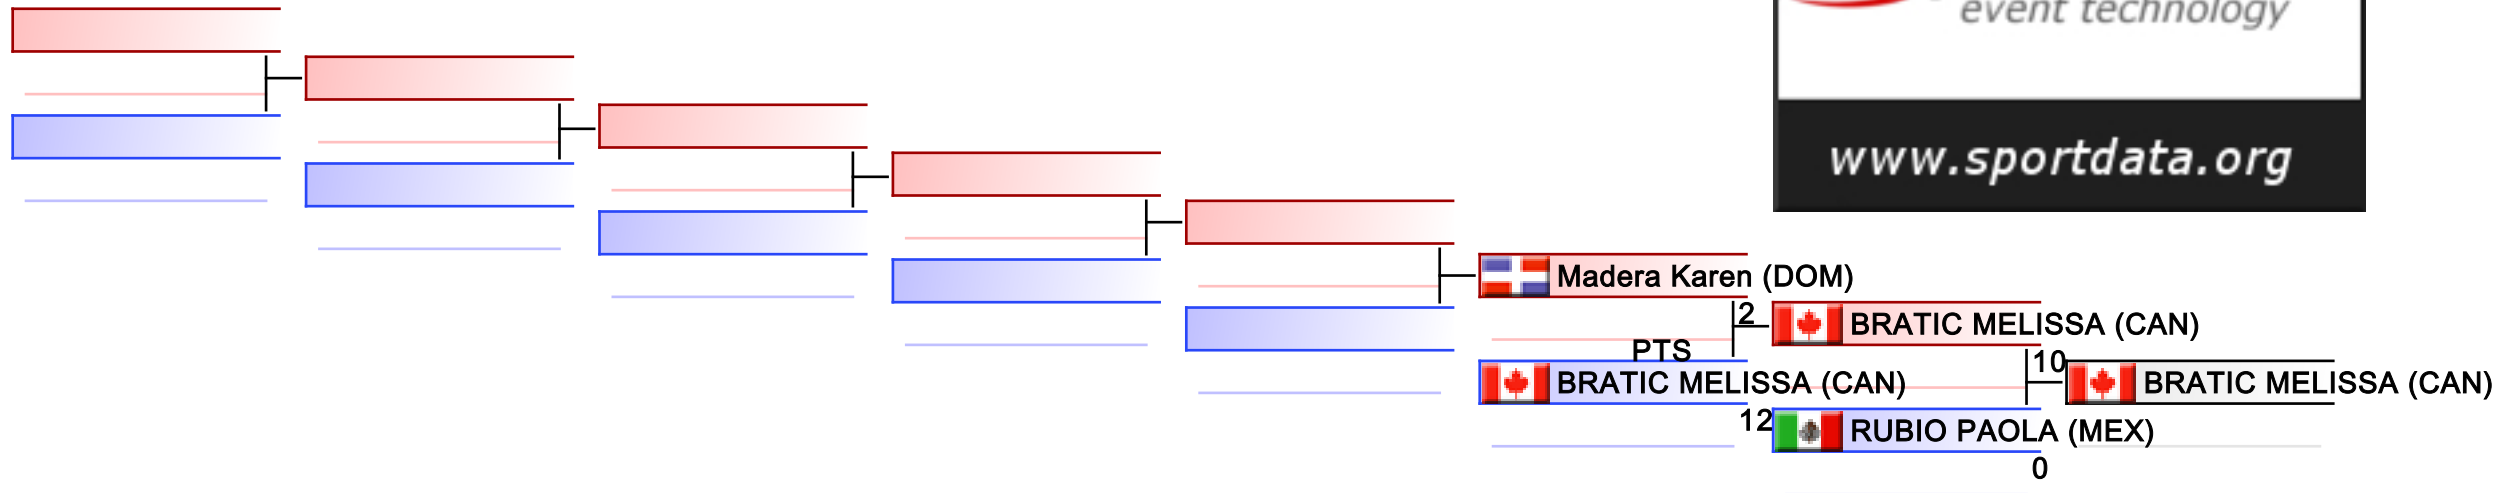 event technology
www.sportdata.org
Madera Karen (DOM)
2
BRATIC MELISSA (CAN)
PTS
10
BRATIC MELISSA (CAN)
BRATIC MELISSA (CAN)
12
RUBIO PAOLA (MEX)
0